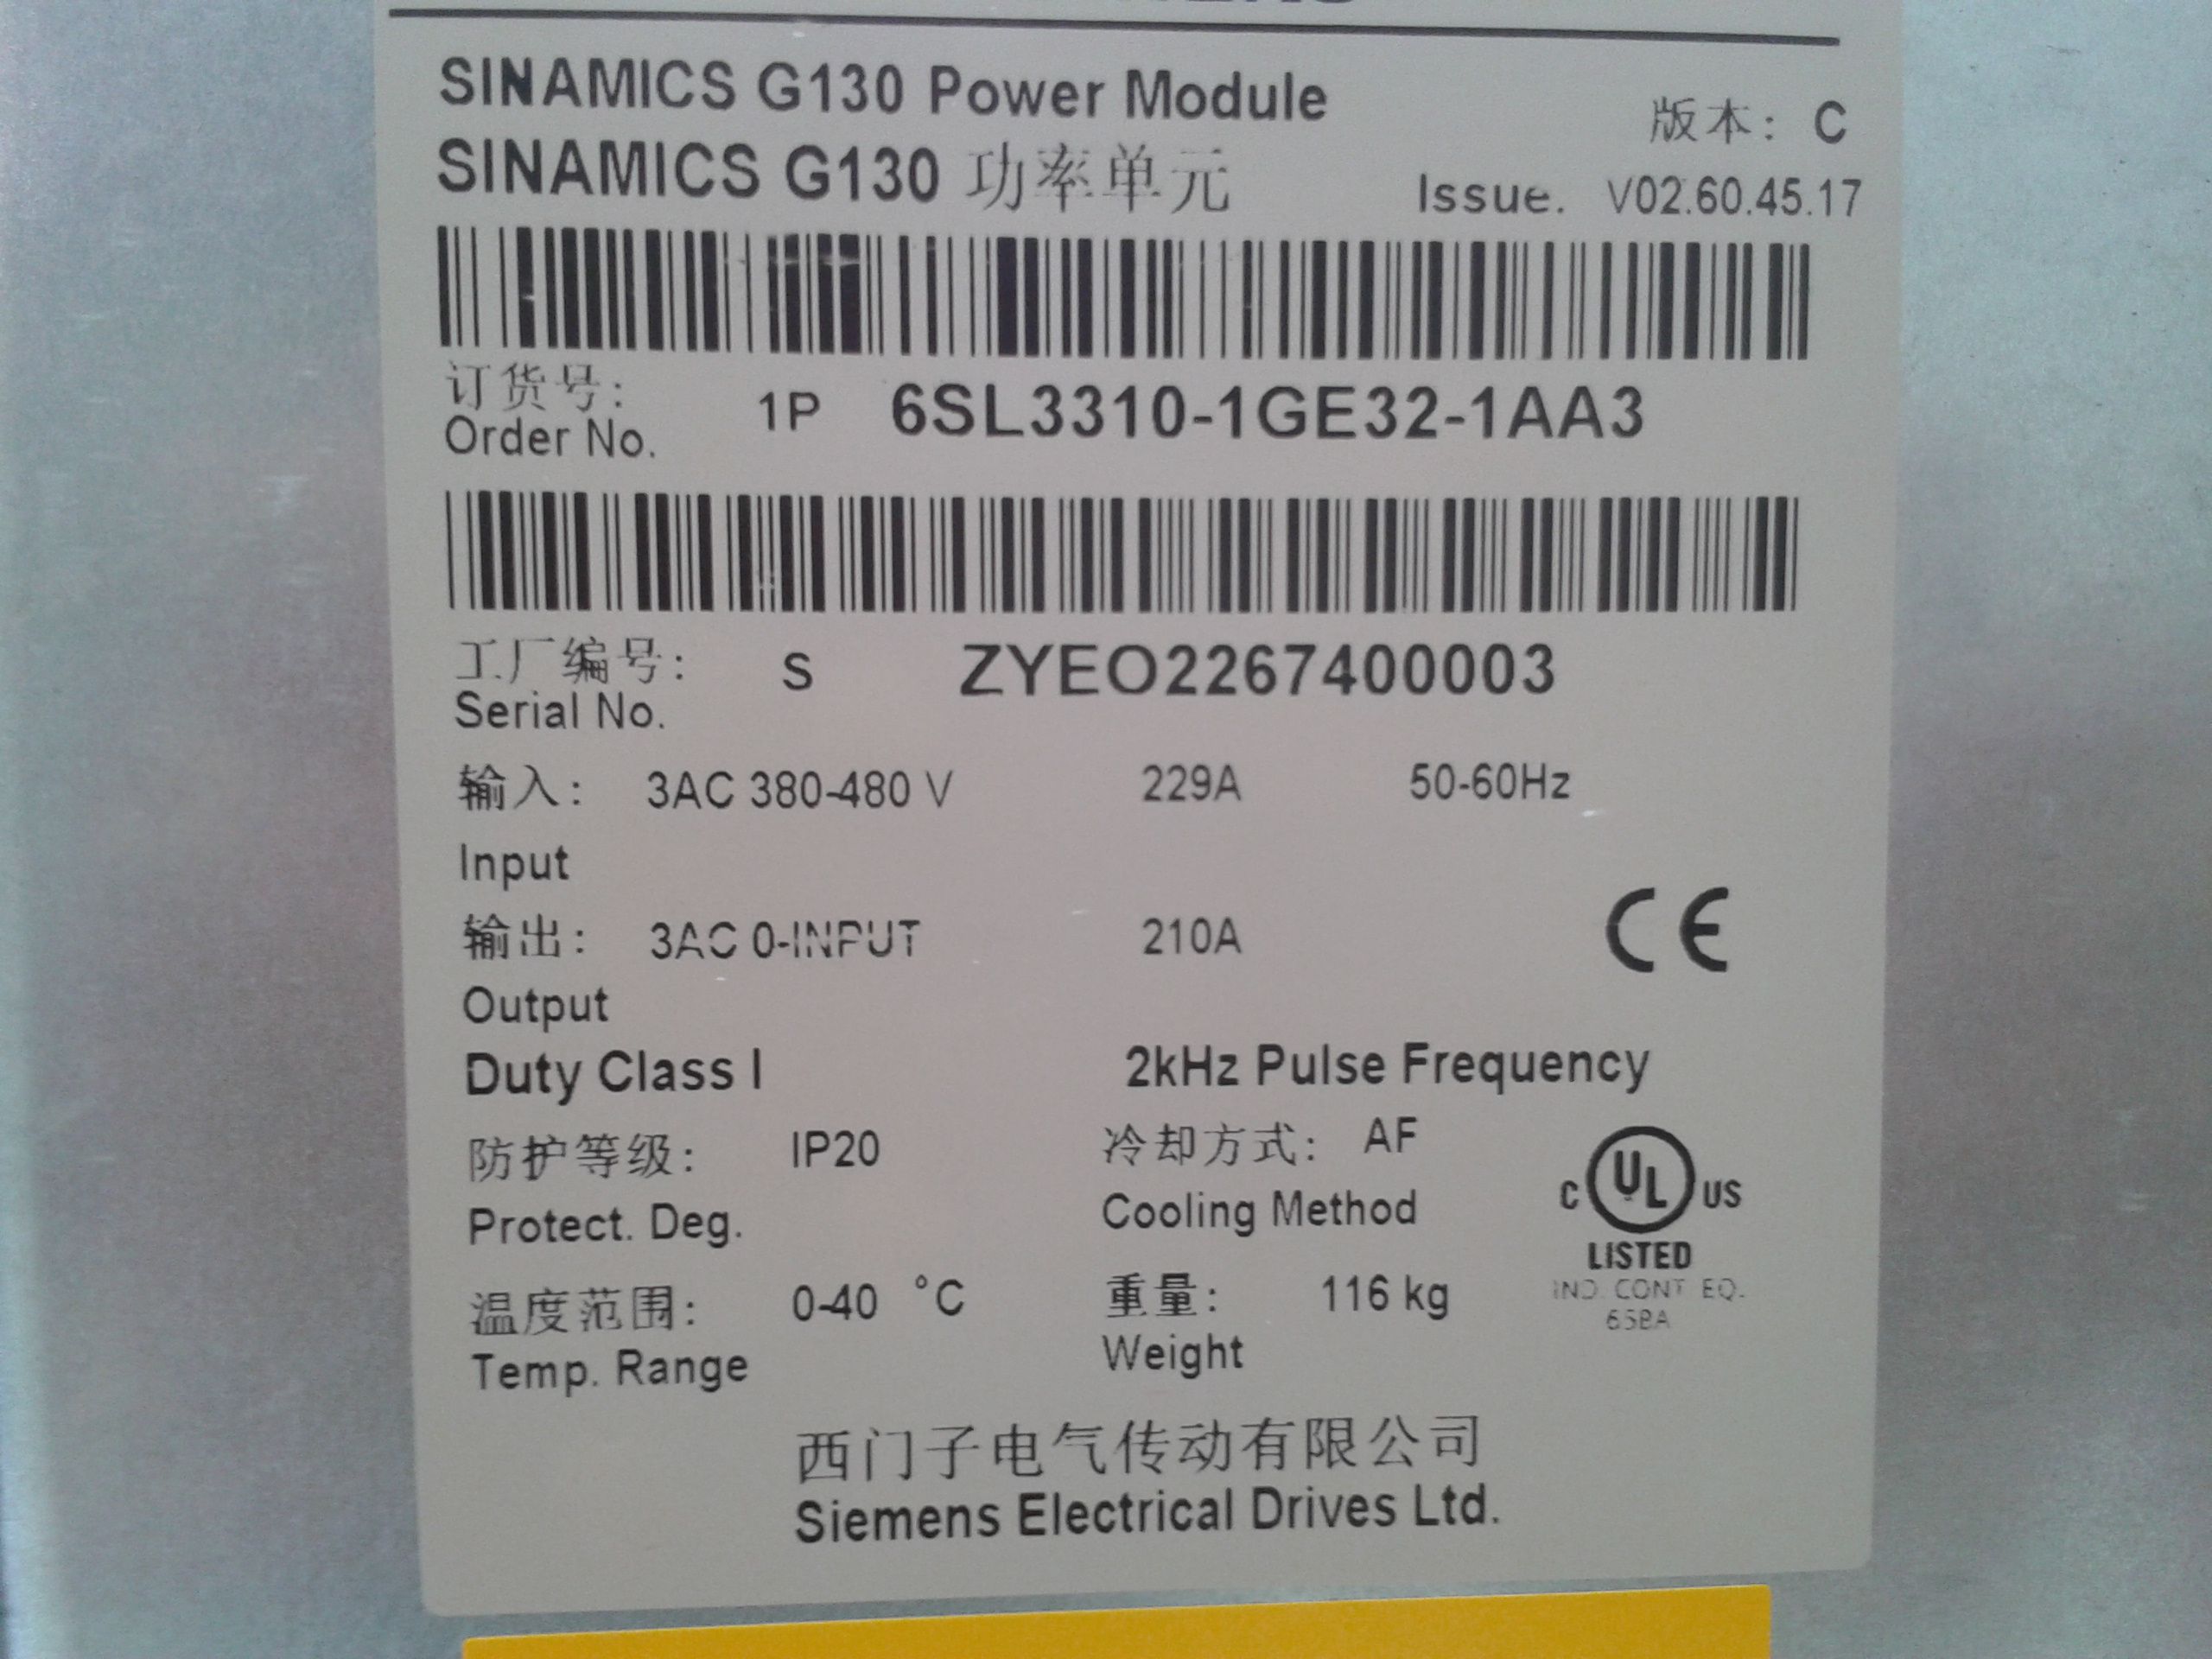 SINAMICS G130 Power Module
版本: C
SINAMICS G130 功率单元
Issue. V02.60.45.17
订货号:
Order No.
1P 6SL3310-1GE32-1AA3
工厂编号:
Serial No.
S ZYEO2267400003
输入: 3AC 380-480 V 229A 50-60Hz
Input
输出: 3AC 0-INPUT 210A
Output
CE
Duty Class I 2kHz Pulse Frequency
防护等级: IP20 冷却方式: AF
Protect. Deg. Cooling Method
C UL US
LISTED
IND. CONT EQ.
65BA
温度范围: 0-40 °C 重量: 116 kg
Temp. Range Weight
西门子电气传动有限公司
Siemens Electrical Drives Ltd.